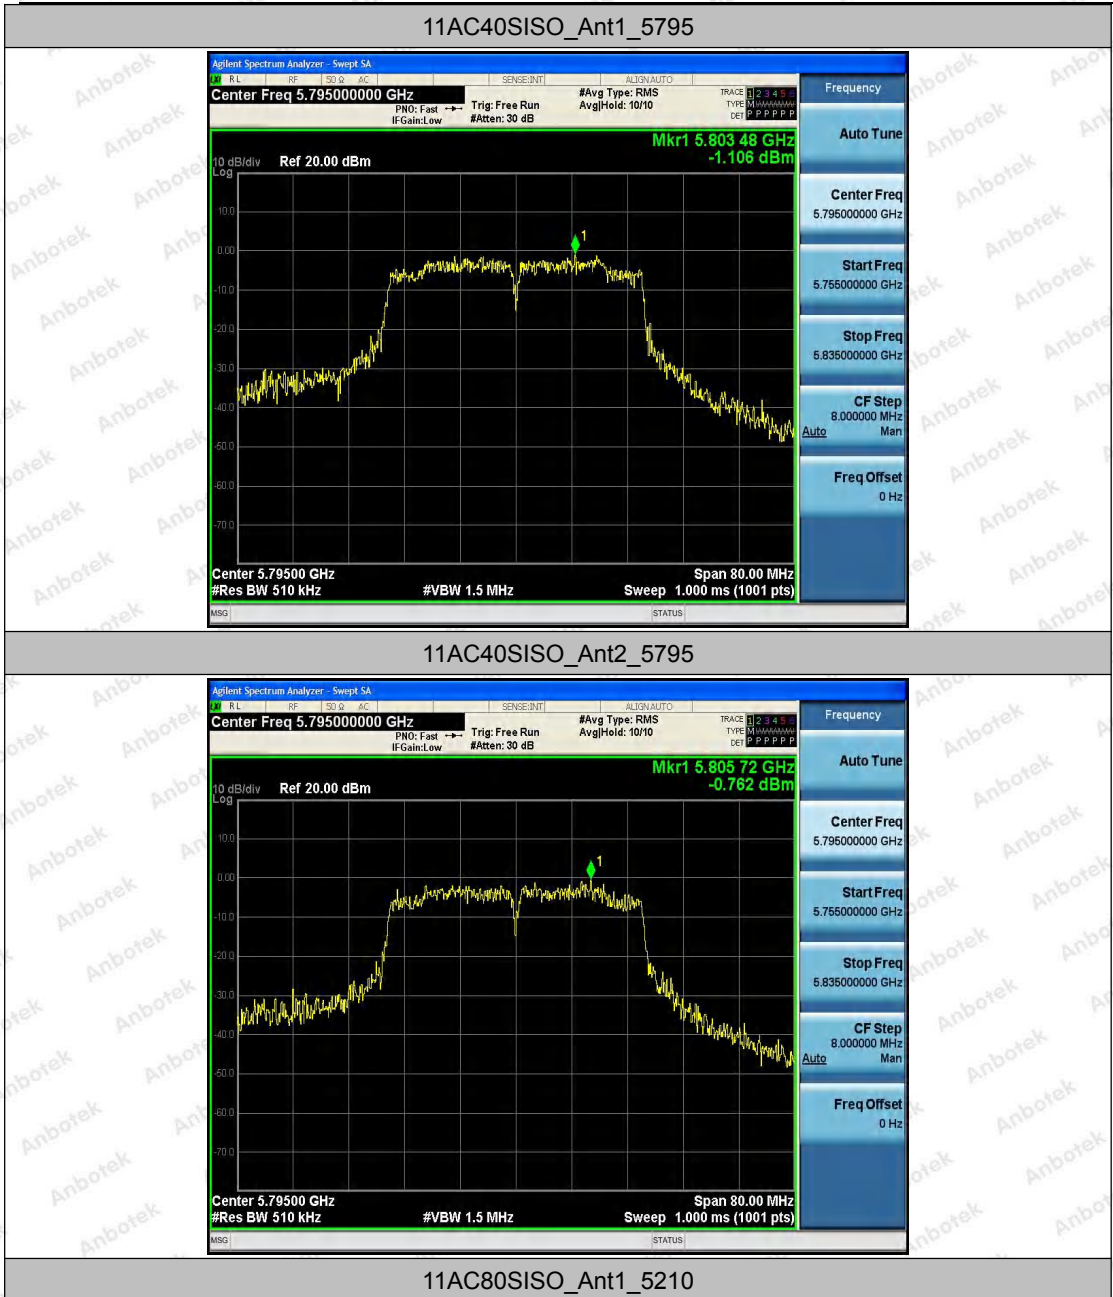 11AC40SISO_Ant1_5795
Agilent Spectrum Analyzer - Swept SA
LXI RL RF 50 Ω AC SENSE:INT ALIGNAUTO
Center Freq 5.795000000 GHz
PNO: Fast
IFGain:Low
Trig: Free Run
#Atten: 30 dB
#Avg Type: RMS
Avg|Hold: 10/10
TRACE 1 2 3 4 5 6
TYPE M
DET P P P P P P
Mkr1 5.803 48 GHz
-1.106 dBm
10 dB/div Ref 20.00 dBm
Log
10.0
0.00
-10.0
-20.0
-30.0
-40.0
-50.0
-60.0
-70.0
1
Center 5.79500 GHz Span 80.00 MHz
#Res BW 510 kHz #VBW 1.5 MHz Sweep 1.000 ms (1001 pts)
MSG STATUS
Frequency
Auto Tune
Center Freq
5.795000000 GHz
Start Freq
5.755000000 GHz
Stop Freq
5.835000000 GHz
CF Step
8.000000 MHz
Auto Man
Freq Offset
0 Hz
11AC40SISO_Ant2_5795
Agilent Spectrum Analyzer - Swept SA
LXI RL RF 50 Ω AC SENSE:INT ALIGNAUTO
Center Freq 5.795000000 GHz
PNO: Fast
IFGain:Low
Trig: Free Run
#Atten: 30 dB
#Avg Type: RMS
Avg|Hold: 10/10
TRACE 1 2 3 4 5 6
TYPE M
DET P P P P P P
Mkr1 5.805 72 GHz
-0.762 dBm
10 dB/div Ref 20.00 dBm
Log
10.0
0.00
-10.0
-20.0
-30.0
-40.0
-50.0
-60.0
-70.0
1
Center 5.79500 GHz Span 80.00 MHz
#Res BW 510 kHz #VBW 1.5 MHz Sweep 1.000 ms (1001 pts)
MSG STATUS
Frequency
Auto Tune
Center Freq
5.795000000 GHz
Start Freq
5.755000000 GHz
Stop Freq
5.835000000 GHz
CF Step
8.000000 MHz
Auto Man
Freq Offset
0 Hz
11AC80SISO_Ant1_5210
Anbotek